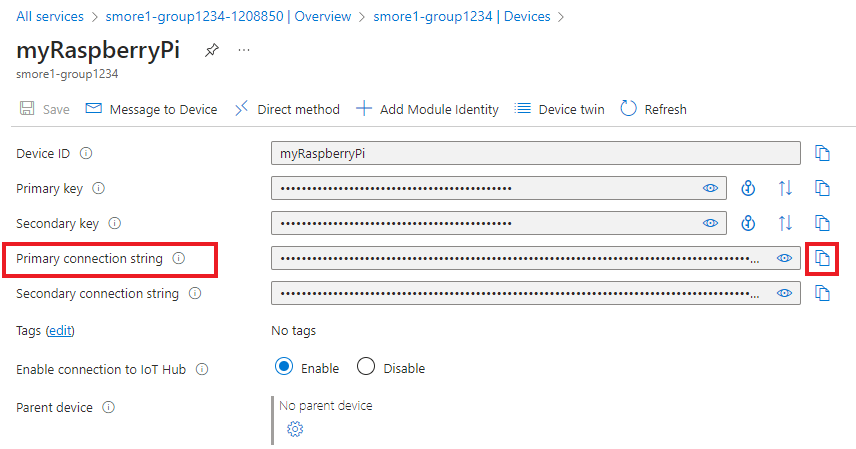 All services > smore1-group1234-1208850 | Overview > smore1-group1234 | Devices >
myRaspberryPi ...
smore1-group1234
Save Message to Device Direct method Add Module Identity Device twin Refresh
Device ID myRaspberryPi
Primary key
Secondary key
Primary connection string ...
Secondary connection string ...
Tags (edit) No tags
Enable connection to IoT Hub Enable Disable
Parent device No parent device